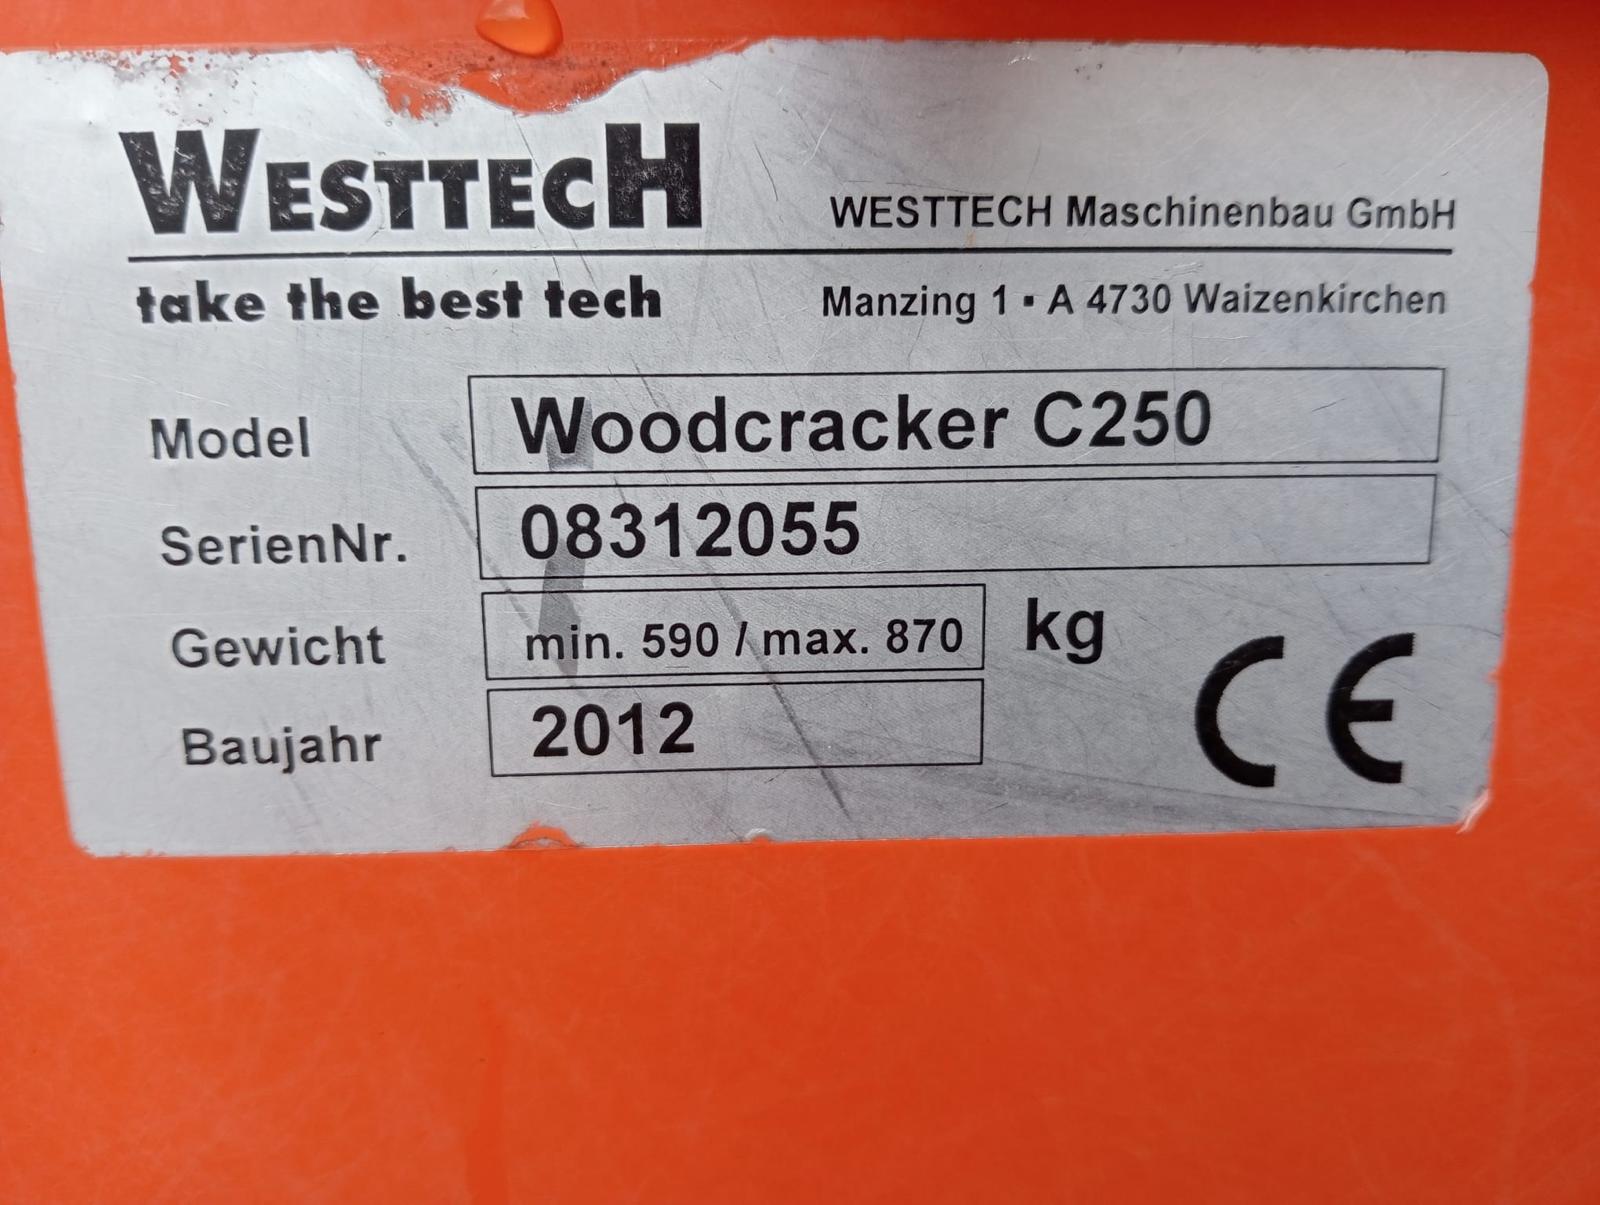 WESTTECH
WESTTECH Maschinenbau GmbH
take the best tech
Manzing 1 ▪ A 4730 Waizenkirchen
Model Woodcracker C250
SerienNr. 08312055
Gewicht min. 590 / max. 870 kg
Baujahr 2012
CE